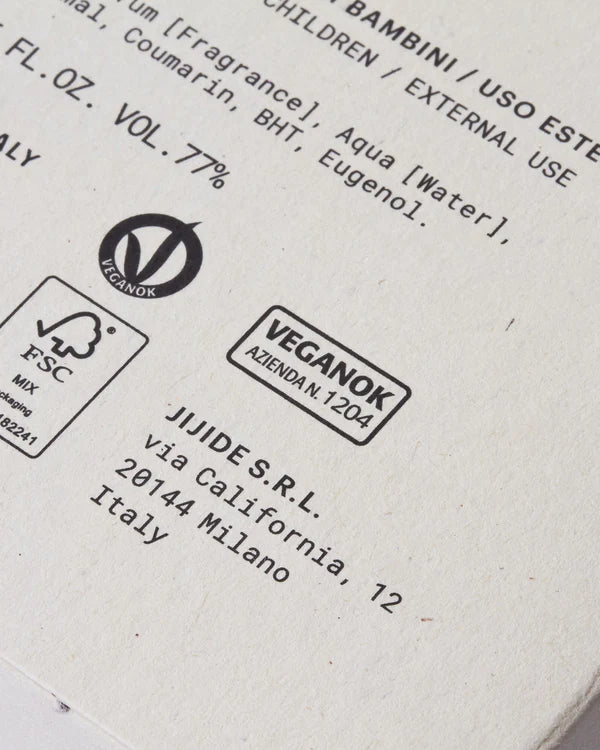 BAMBINI / USO ESTE
CHILDREN / EXTERNAL USE
um [Fragrance], Aqua [Water],
mal, Coumarin, BHT, Eugenol.
FL.OZ. VOL.77%
ALY
VEGANOK
FSC®
MIX
ckaging
182241
VEGANOK
AZIENDA N. 1204
JIJIDE S.R.L.
via California, 12
20144 Milano
Italy